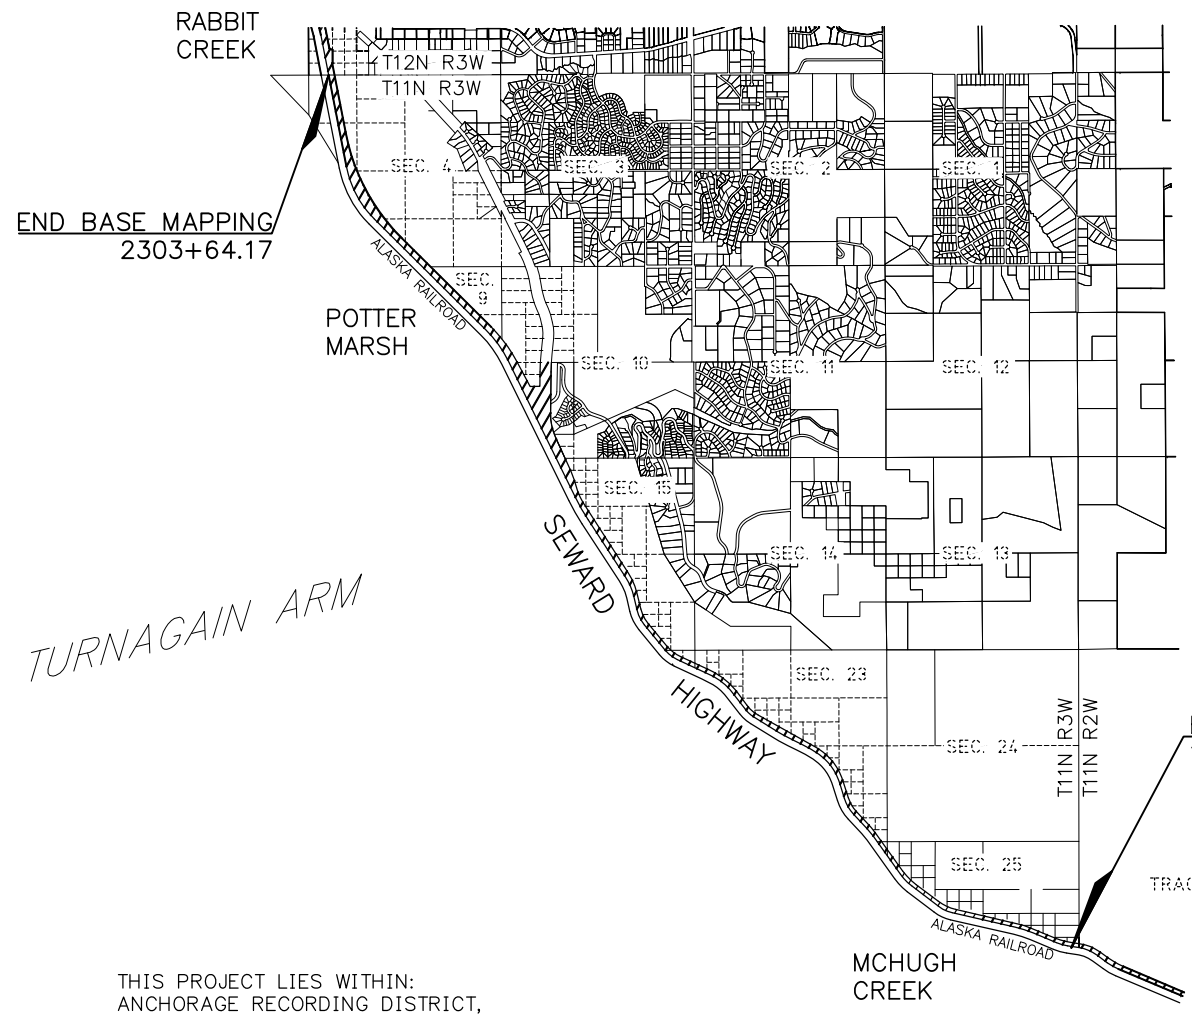 RABBIT
CREEK
T12N R3W
T11N R3W
SEC. 4
SEC. 3
SEC. 2
SEC. 1
END BASE MAPPING
2303+64.17
ALASKA RAILROAD
SEC.
9
POTTER
MARSH
SEC. 10
SEC. 11
SEC. 12
SEC. 15
SEC. 14
SEC. 13
SEWARD
HIGHWAY
TURNAGAIN ARM
SEC. 23
SEC. 24
T11N R3W
T11N R2W
SEC. 25
ALASKA RAILROAD
MCHUGH
CREEK
THIS PROJECT LIES WITHIN:
ANCHORAGE RECORDING DISTRICT,